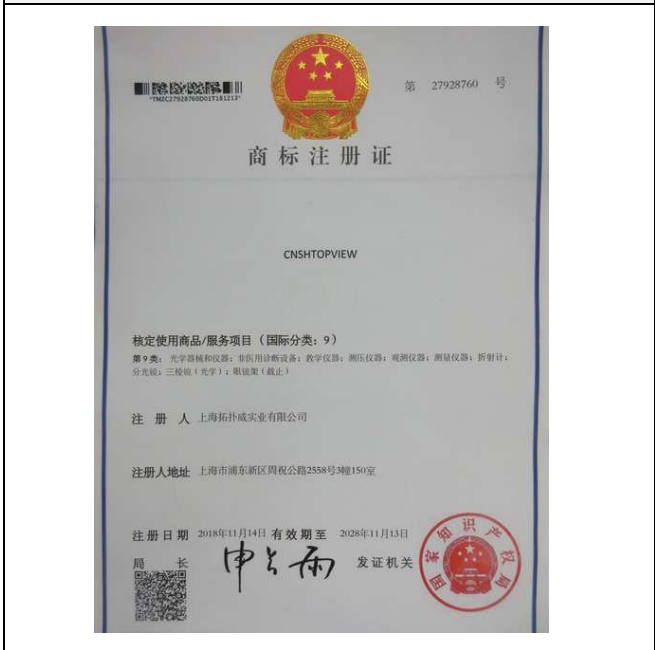 第 27928760 号
*TMZC27928760D01T181213*
商标注册证
CNSHTOPVIEW
核定使用商品/服务项目（国际分类：9）
第9类：光学器械和仪器；非医用诊断设备；教学仪器；测压仪器；观测仪器；测量仪器；折射计；
分光镜；三棱镜（光学）；眼镜架（截止）
注册人 上海拓扑威实业有限公司
注册人地址 上海市浦东新区周祝公路2558号3幢150室
注册日期 2018年11月14日 有效期至 2028年11月13日
局长 申长雨 发证机关
国家知识产权局